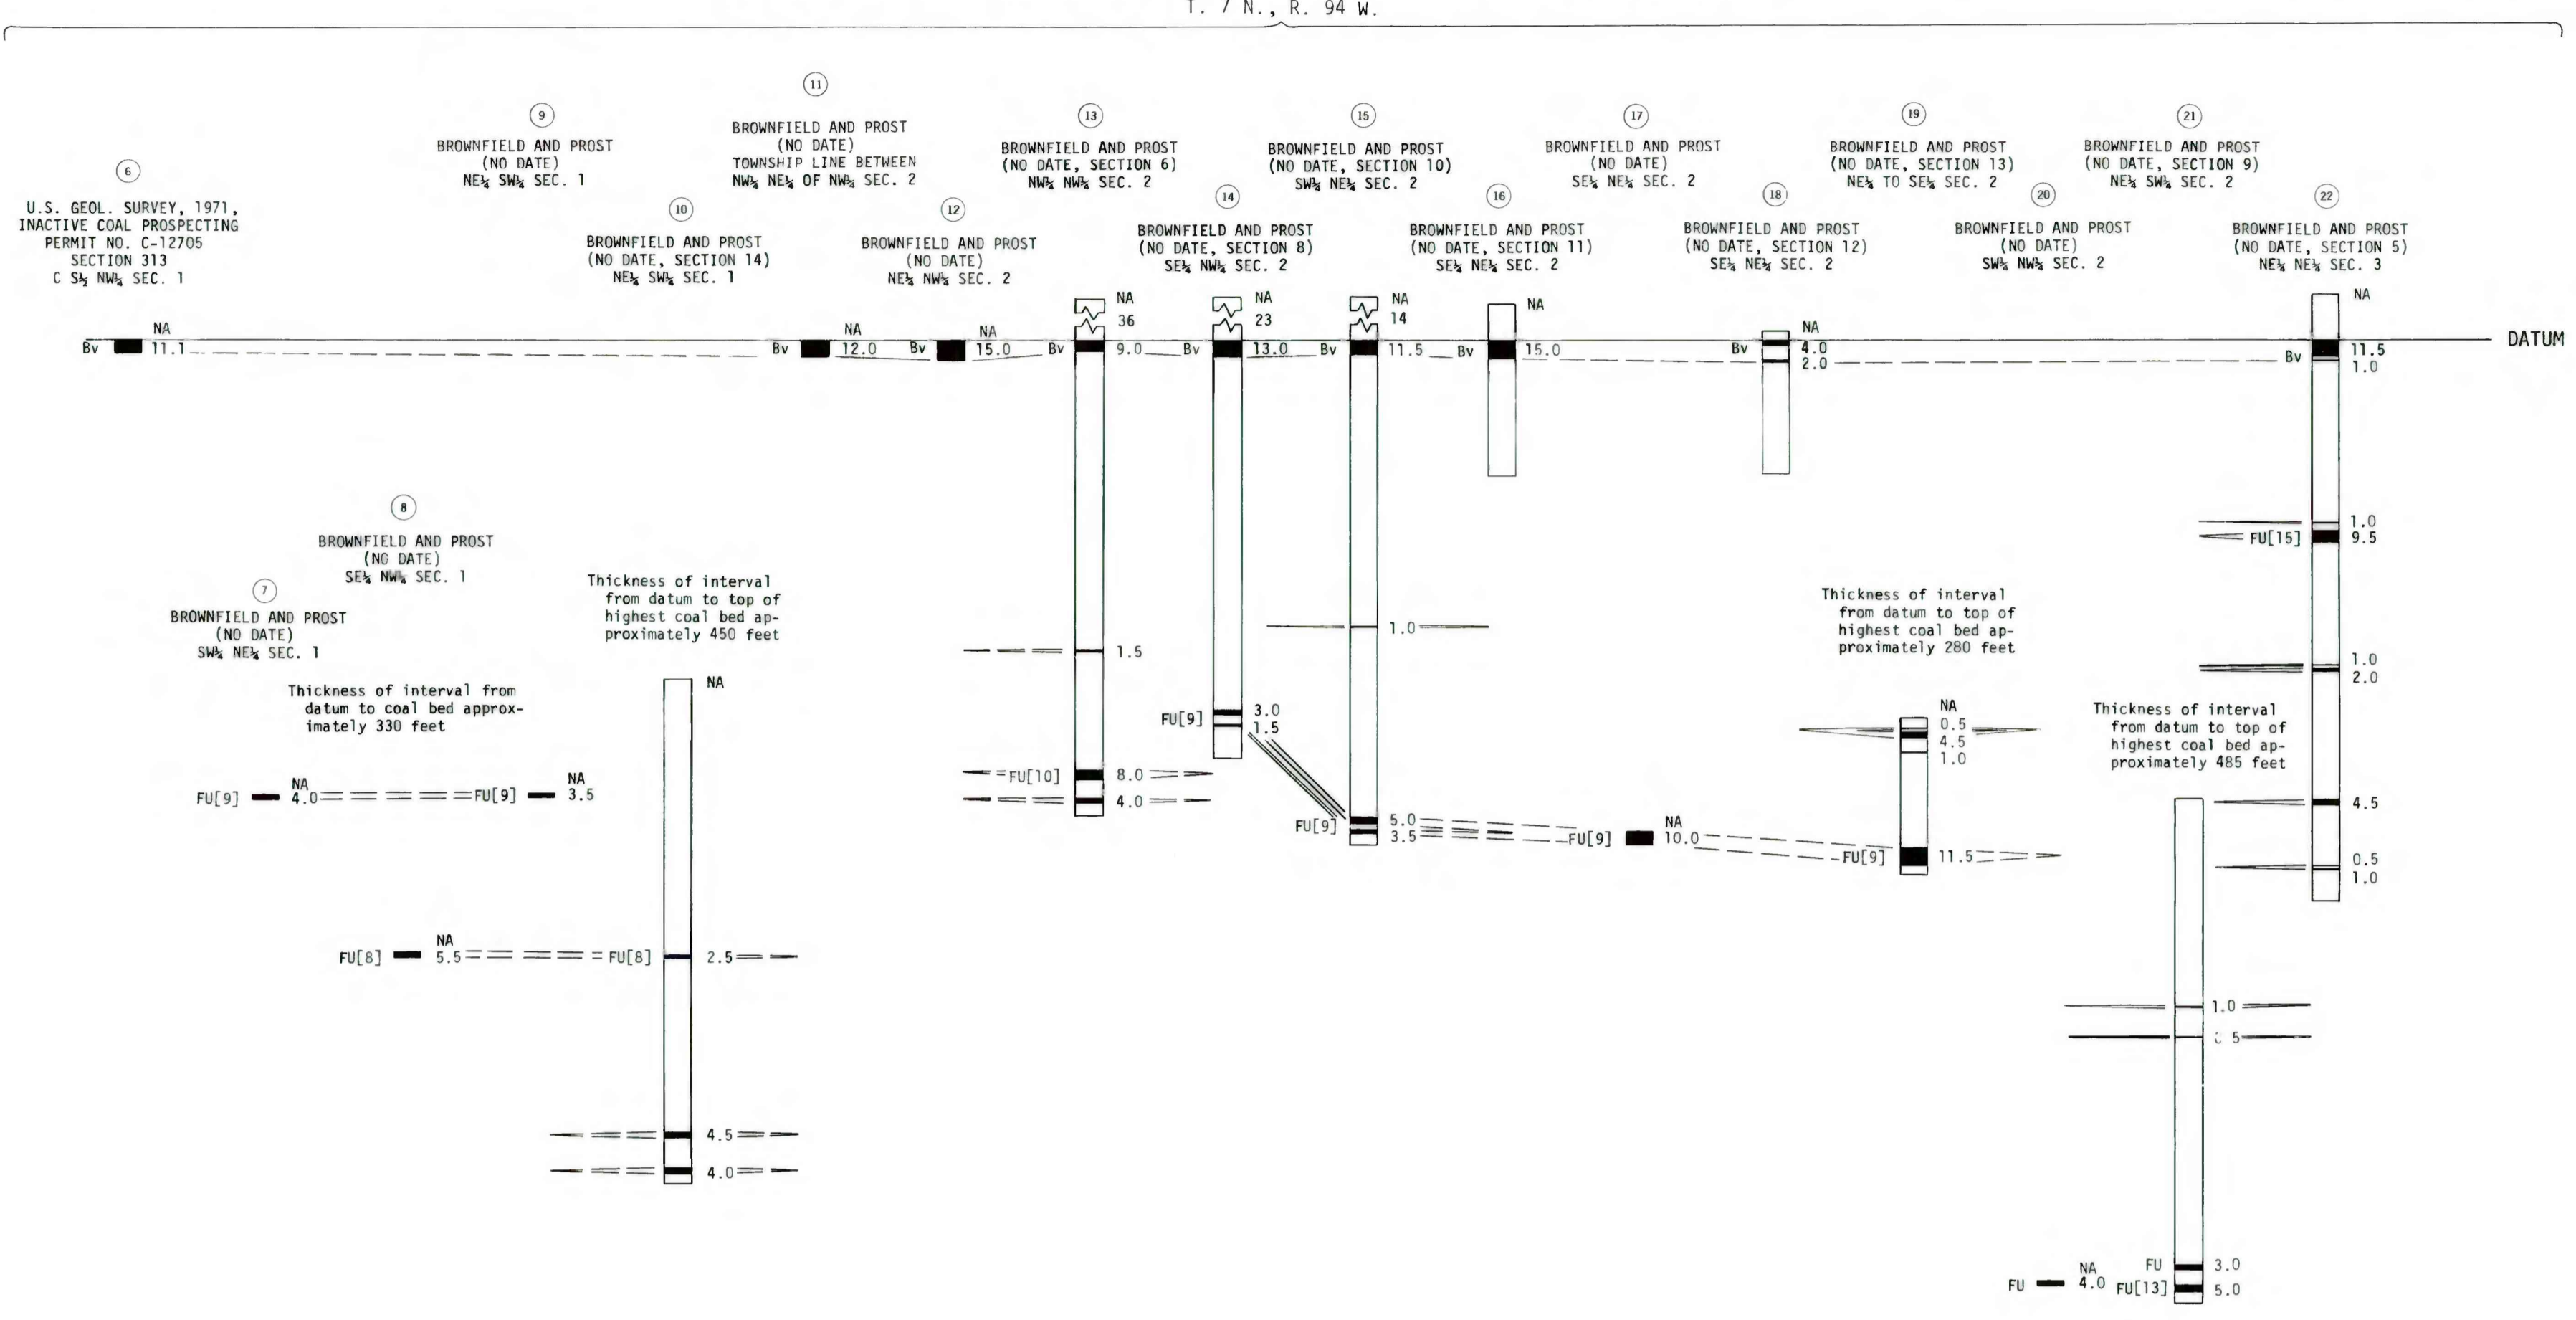 T. 7 N., R. 94 W.
6
U.S. GEOL. SURVEY, 1971,
INACTIVE COAL PROSPECTING
PERMIT NO. C-12705
SECTION 313
C S½ NW¼ SEC. 1
NA
Bv 11.1
7
BROWNFIELD AND PROST
(NO DATE)
SW¼ NE¼ SEC. 1
Thickness of interval from
datum to coal bed approx-
imately 330 feet
FU[9] NA
4.0
8
BROWNFIELD AND PROST
(NO DATE)
SE¼ NW¼ SEC. 1
NA
FU[8] 5.5
9
BROWNFIELD AND PROST
(NO DATE)
NE¼ SW¼ SEC. 1
NA
FU[9] 3.5
10
BROWNFIELD AND PROST
(NO DATE, SECTION 14)
NE¼ SW¼ SEC. 1
Thickness of interval
from datum to top of
highest coal bed ap-
proximately 450 feet
NA
FU[8] 2.5
4.5
4.0
11
BROWNFIELD AND PROST
(NO DATE)
TOWNSHIP LINE BETWEEN
NW¼ NE¼ OF NW¼ SEC. 2
NA
Bv 12.0
12
BROWNFIELD AND PROST
(NO DATE)
NE¼ NW¼ SEC. 2
NA
Bv 15.0
13
BROWNFIELD AND PROST
(NO DATE, SECTION 6)
NW¼ NW¼ SEC. 2
NA
36
Bv 9.0
1.5
FU[10] 8.0
4.0
14
BROWNFIELD AND PROST
(NO DATE, SECTION 8)
SE¼ NW¼ SEC. 2
NA
23
Bv 13.0
FU[9] 3.0
1.5
15
BROWNFIELD AND PROST
(NO DATE, SECTION 10)
SW¼ NE¼ SEC. 2
NA
14
Bv 11.5
1.0
FU[9] 5.0
3.5
16
BROWNFIELD AND PROST
(NO DATE, SECTION 11)
SE¼ NE¼ SEC. 2
NA
Bv 15.0
17
BROWNFIELD AND PROST
(NO DATE)
SE¼ NE¼ SEC. 2
NA
FU[9] 10.0
18
BROWNFIELD AND PROST
(NO DATE, SECTION 12)
SE¼ NE¼ SEC. 2
NA
Bv 4.0
2.0
19
BROWNFIELD AND PROST
(NO DATE, SECTION 13)
NE¼ TO SE¼ SEC. 2
Thickness of interval
from datum to top of
highest coal bed ap-
proximately 280 feet
NA
0.5
4.5
1.0
FU[9] 11.5
20
BROWNFIELD AND PROST
(NO DATE)
SW¼ NW¼ SEC. 2
NA
FU 4.0
21
BROWNFIELD AND PROST
(NO DATE, SECTION 9)
NE¼ SW¼ SEC. 2
Thickness of interval
from datum to top of
highest coal bed ap-
proximately 485 feet
1.0
5
FU 3.0
FU[13] 5.0
22
BROWNFIELD AND PROST
(NO DATE, SECTION 5)
NE¼ NE¼ SEC. 3
NA
DATUM
11.5
Bv 1.0
1.0
FU[15] 9.5
1.0
2.0
4.5
0.5
1.0